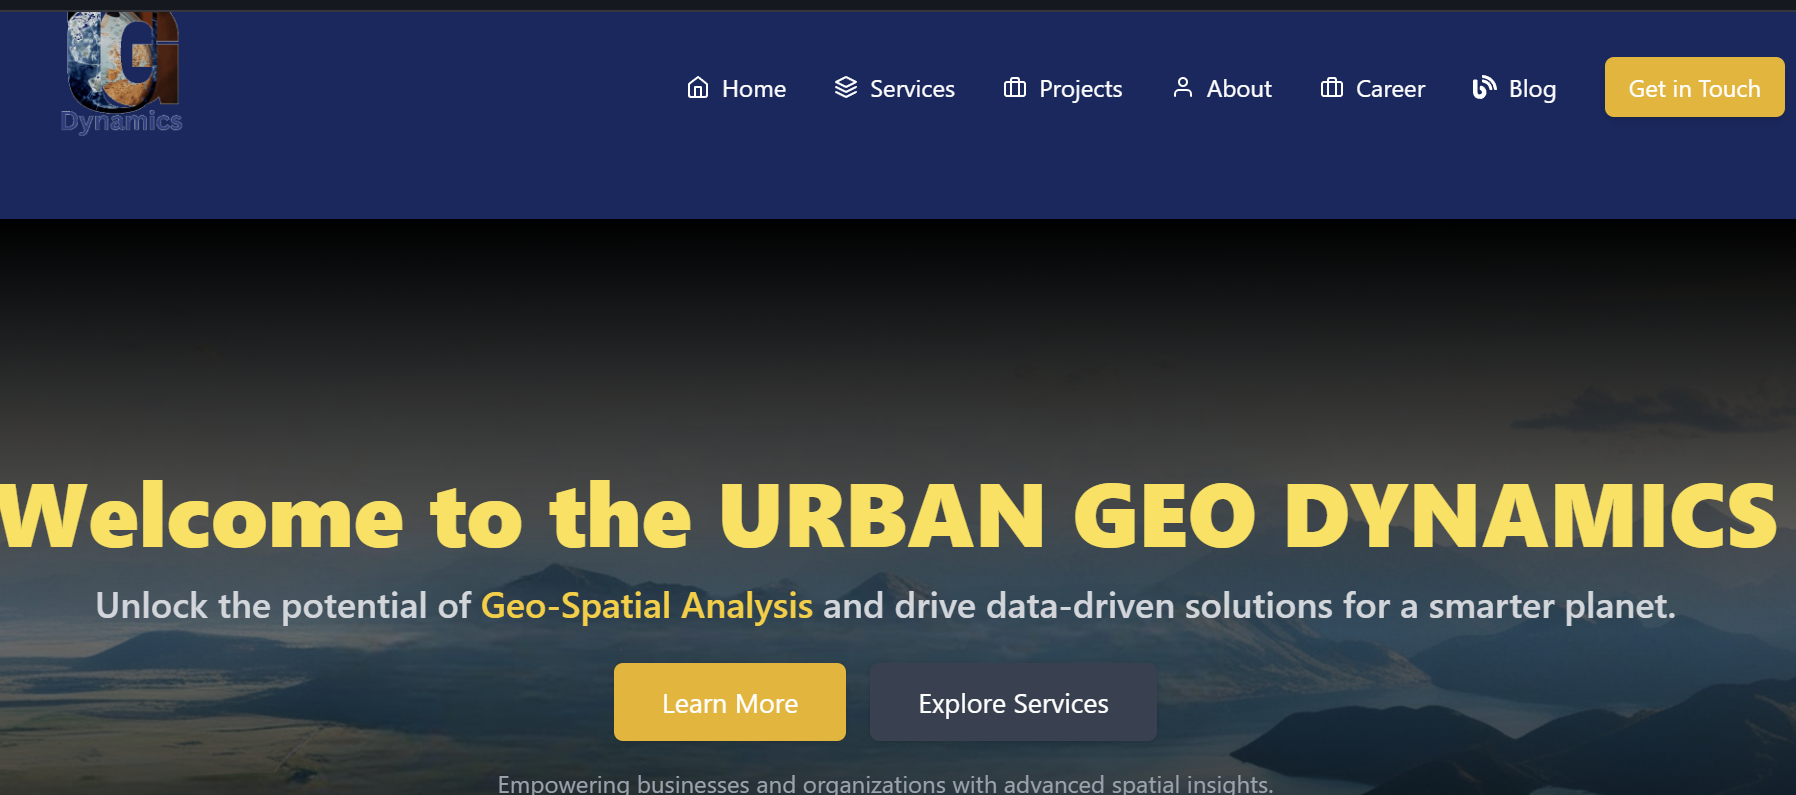 UG
Dynamics
Home Services Projects About Career Blog Get in Touch
Welcome to the URBAN GEO DYNAMICS
Unlock the potential of Geo-Spatial Analysis and drive data-driven solutions for a smarter planet.
Learn More Explore Services
Empowering businesses and organizations with advanced spatial insights.